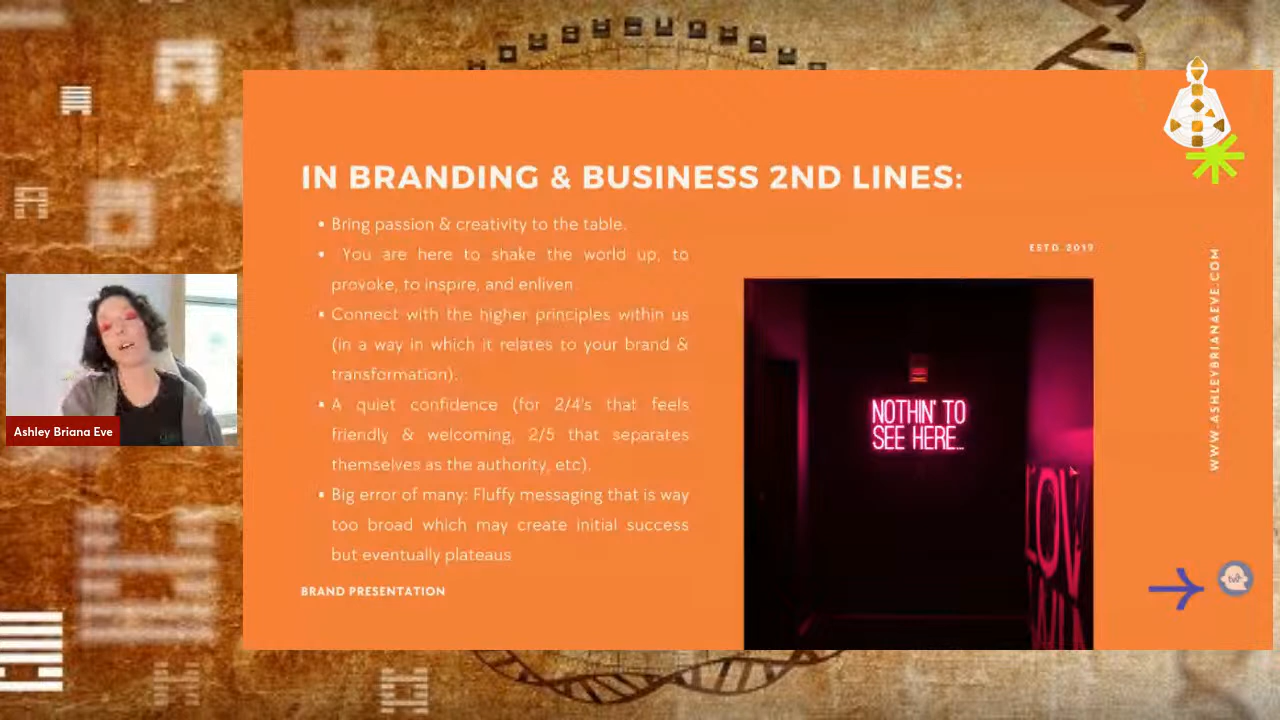 IN BRANDING & BUSINESS 2ND LINES:
• Bring passion & creativity to the table.
• You are here to shake the world up, to
provoke, to inspire, and enliven.
• Connect with the higher principles within us
(in a way in which it relates to your brand &
transformation).
• A quiet confidence (for 2/4's that feels
friendly & welcoming, 2/5 that separates
themselves as the authority, etc).
• Big error of many: Fluffy messaging that is way
too broad which may create initial success
but eventually plateaus
BRAND PRESENTATION
ESTD 2019
NOTHIN' TO
SEE HERE...
LOV
WWW.ASHLEYBRIANAEVE.COM
Ashley Briana Eve